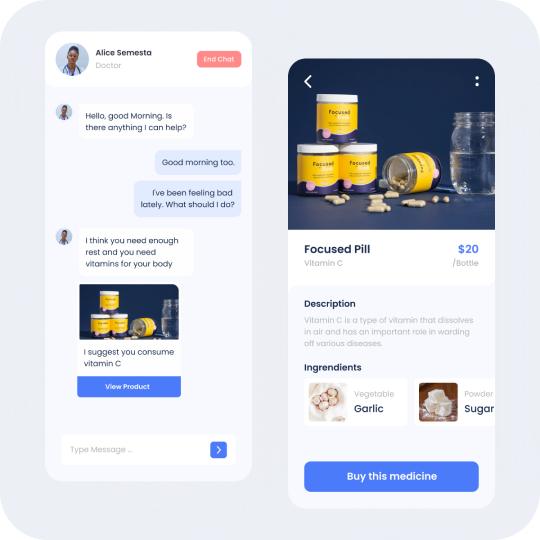 Alice Semesta
Doctor
End Chat
Hello, good Morning. Is
there anything I can help?
Good morning too.
I've been feeling bad
lately. What should I do?
I think you need enough
rest and you need
vitamins for your body
I suggest you consume
vitamin C
View Product
Type Message ..
Focused
Focused
Focused
Focused
Focused Pill
$20
Vitamin C
/Bottle
Description
Vitamin C is a type of vitamin that dissolves
in air and has an important role in warding
off various diseases.
Ingrendients
Vegetable
Garlic
Powder
Sugar
Buy this medicine